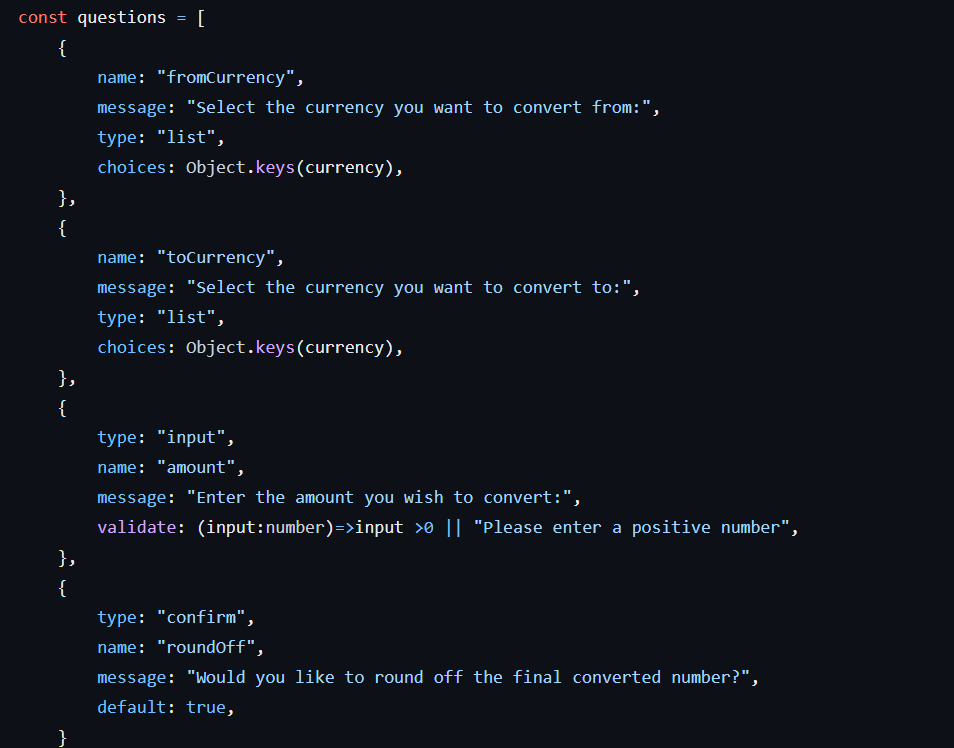 const questions = [
    {
        name: "fromCurrency",
        message: "Select the currency you want to convert from:",
        type: "list",
        choices: Object.keys(currency),
    },
    {
        name: "toCurrency",
        message: "Select the currency you want to convert to:",
        type: "list",
        choices: Object.keys(currency),
    },
    {
        type: "input",
        name: "amount",
        message: "Enter the amount you wish to convert:",
        validate: (input:number)=>input >0 || "Please enter a positive number",
    },
    {
        type: "confirm",
        name: "roundOff",
        message: "Would you like to round off the final converted number?",
        default: true,
    }